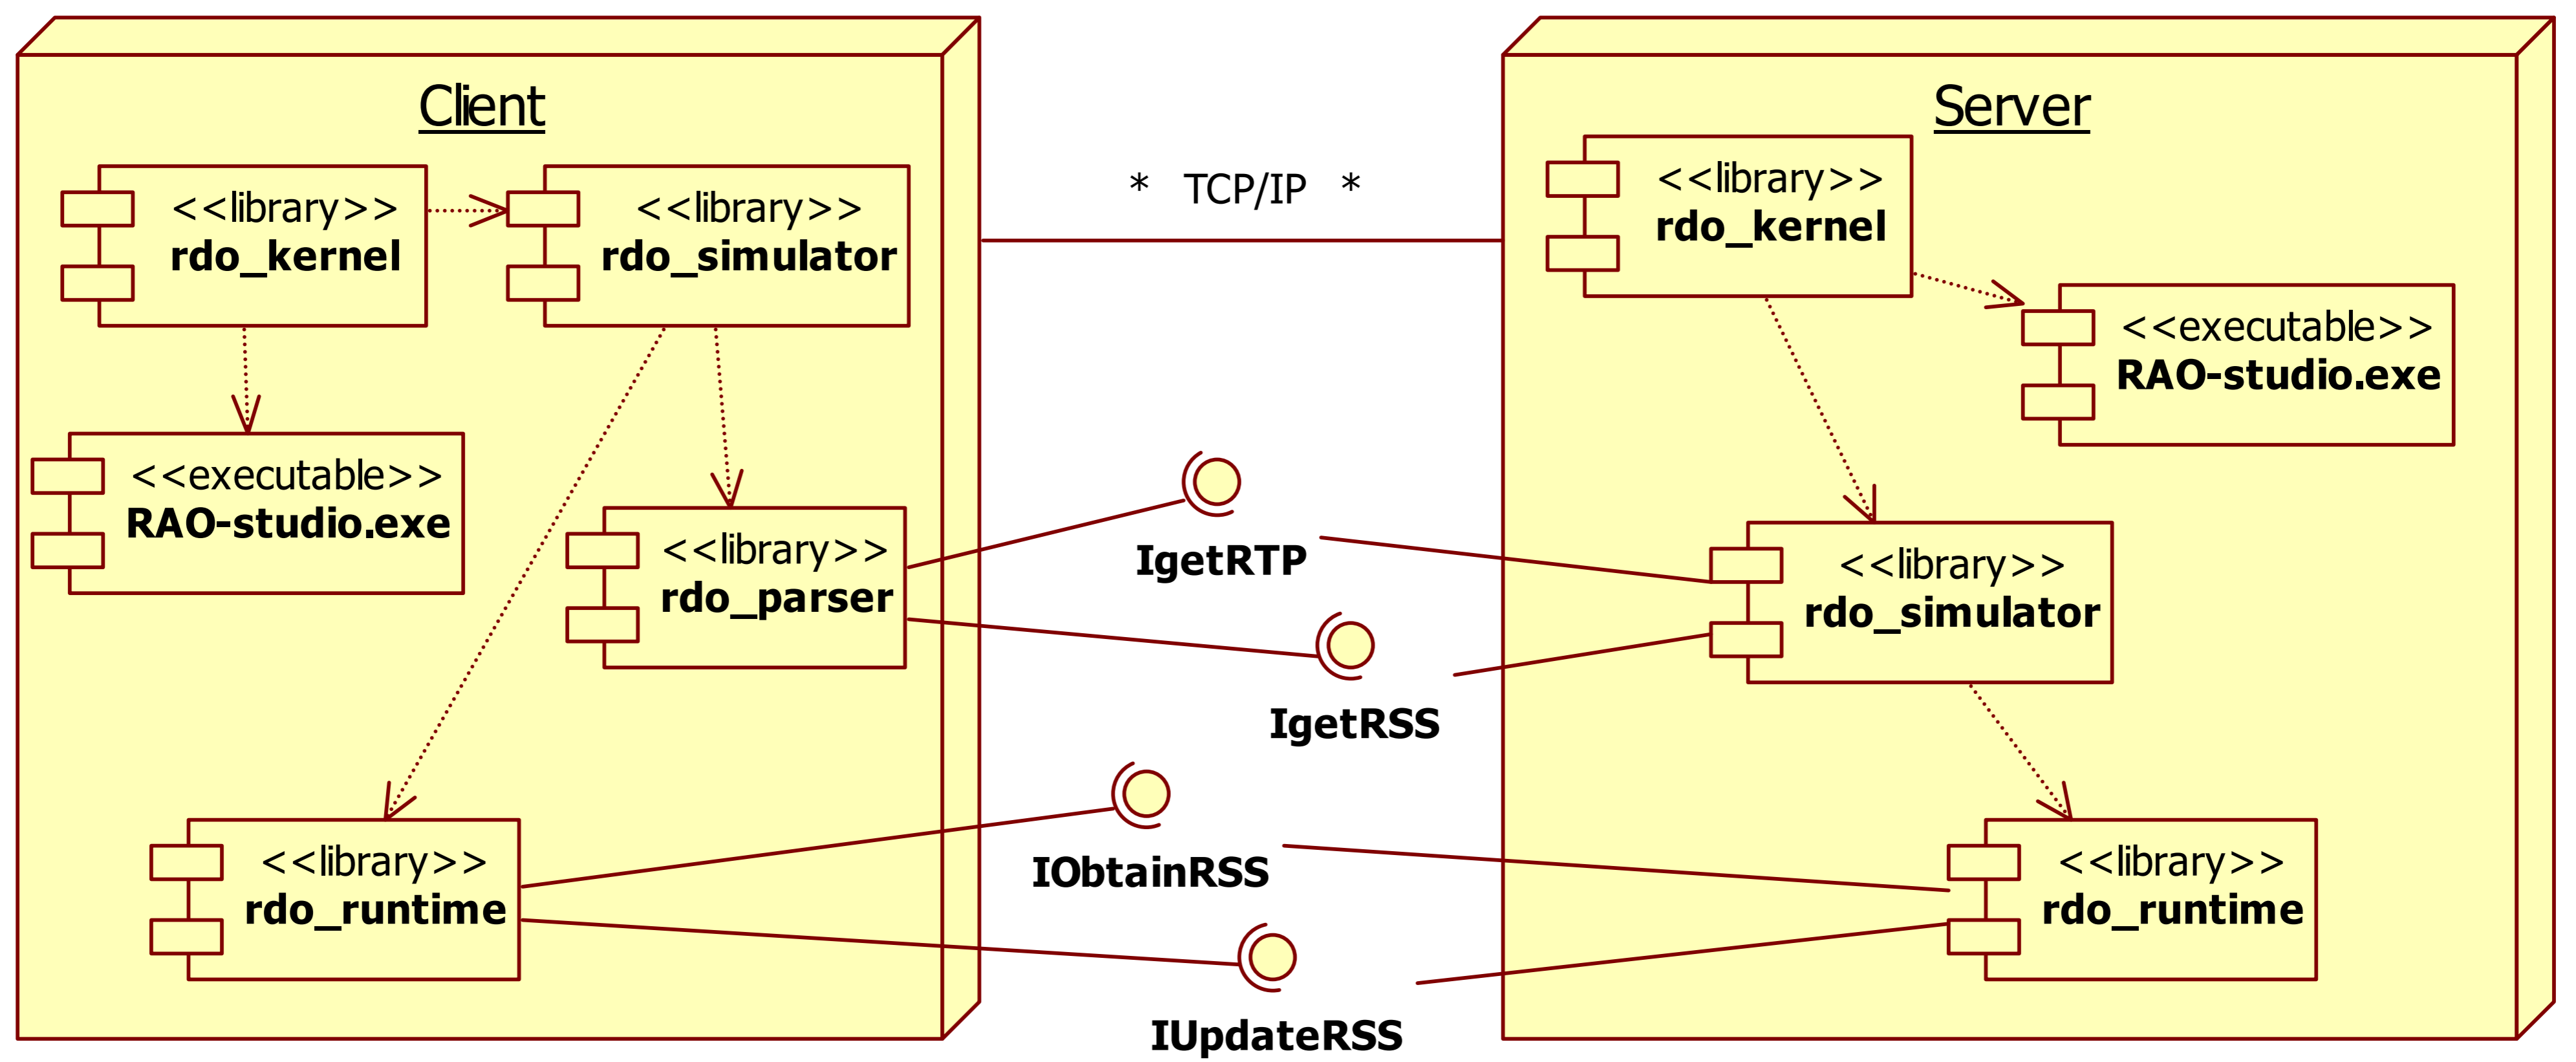 Client
<<library>>
rdo_kernel
<<library>>
rdo_simulator
<<executable>>
RAO-studio.exe
<<library>>
rdo_parser
<<library>>
rdo_runtime
* TCP/IP *
IgetRTP
IgetRSS
IObtainRSS
IUpdateRSS
Server
<<library>>
rdo_kernel
<<executable>>
RAO-studio.exe
<<library>>
rdo_simulator
<<library>>
rdo_runtime